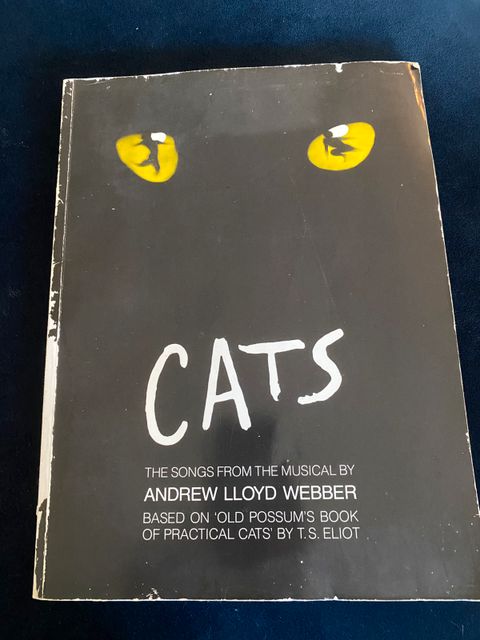 CATS
THE SONGS FROM THE MUSICAL BY
ANDREW LLOYD WEBBER
BASED ON 'OLD POSSUM'S BOOK
OF PRACTICAL CATS' BY T.S. ELIOT